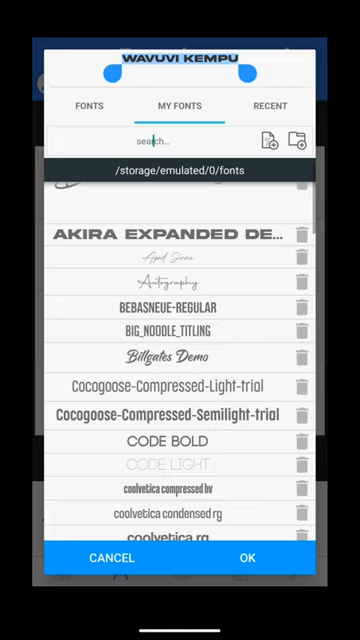 WAVUVI KEMPU
FONTS
MY FONTS
RECENT
search...
/storage/emulated/0/fonts
AKIRA EXPANDED DE...
April June
Autography
BEBASNEUE-REGULAR
BIG_NOODLE_TITLING
Billgates Demo
Cocogoose-Compressed-Light-trial
Cocogoose-Compressed-Semilight-trial
CODE BOLD
CODE LIGHT
coolvetica compressed hv
coolvetica condensed rg
coolvetica rg
CANCEL
OK